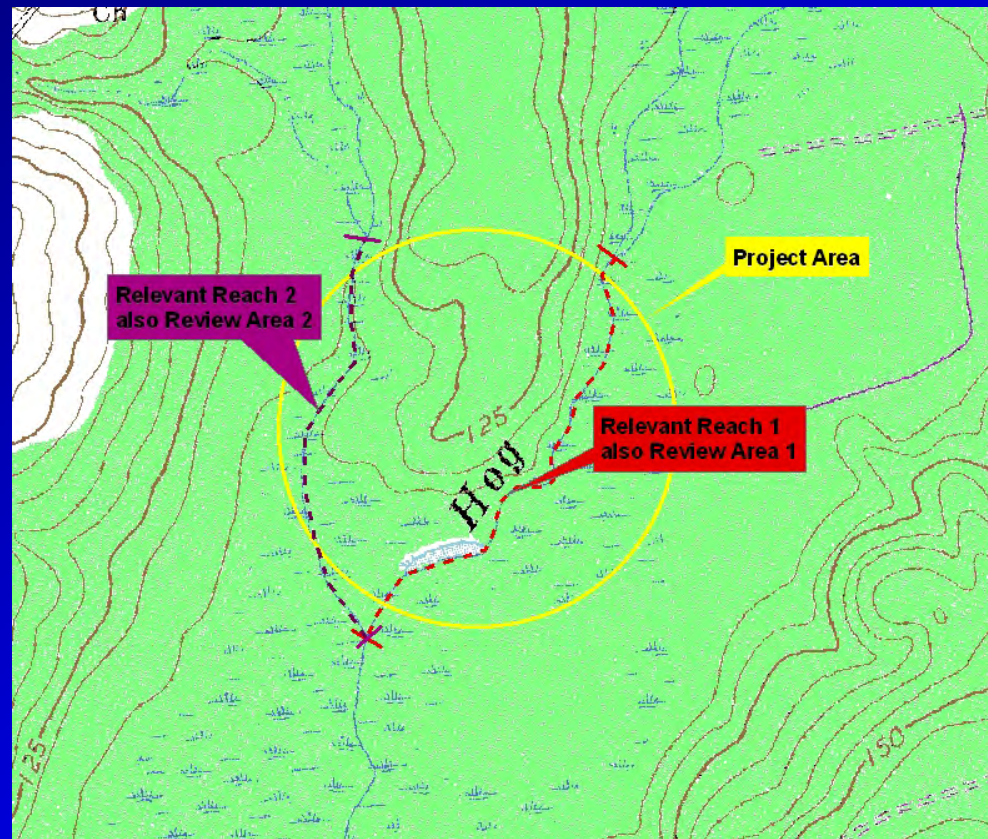 Ch
Project Area
Relevant Reach 2
also Review Area 2
125
Relevant Reach 1
also Review Area 1
Hog
125
150